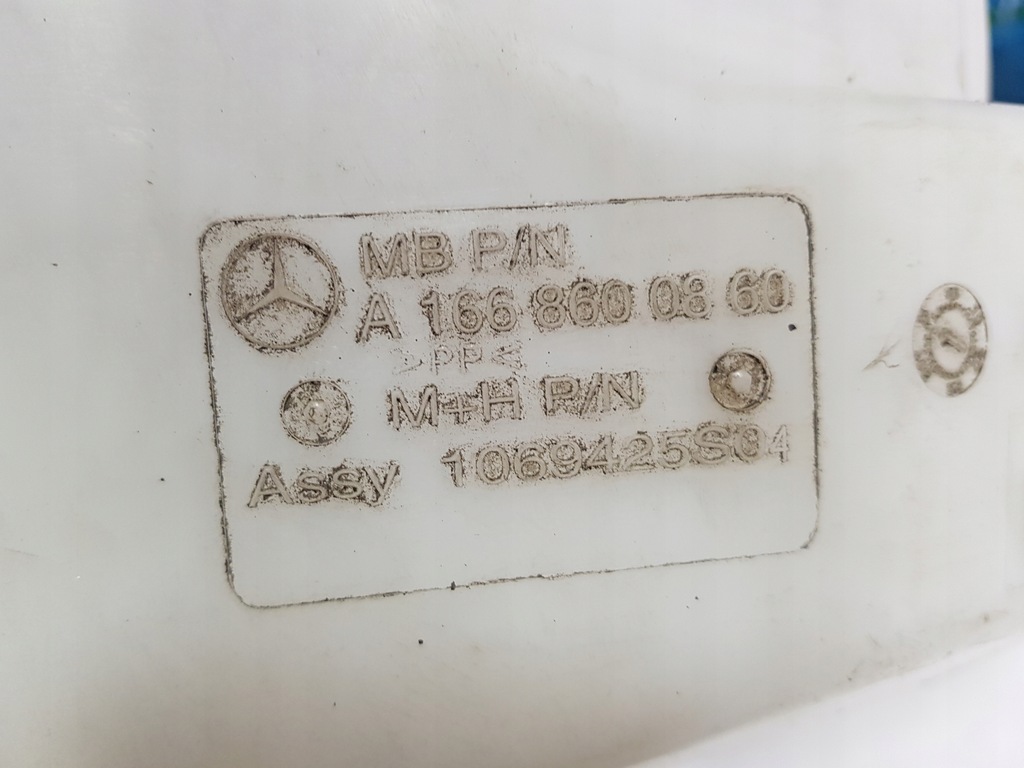 MB P/N
A 166 860 08 60
>PP<
M+H P/N
Assy 1069425S04